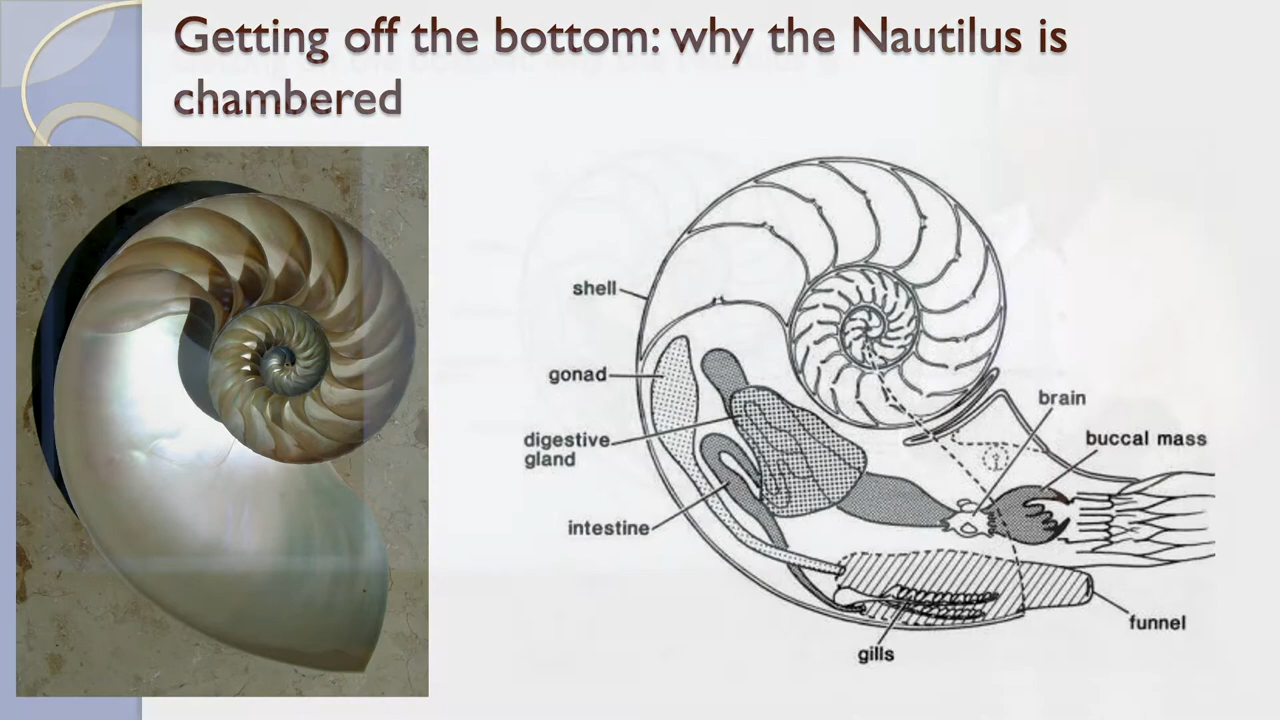 Getting off the bottom: why the Nautilus is
chambered
shell
gonad
digestive
gland
intestine
brain
buccal mass
funnel
gills